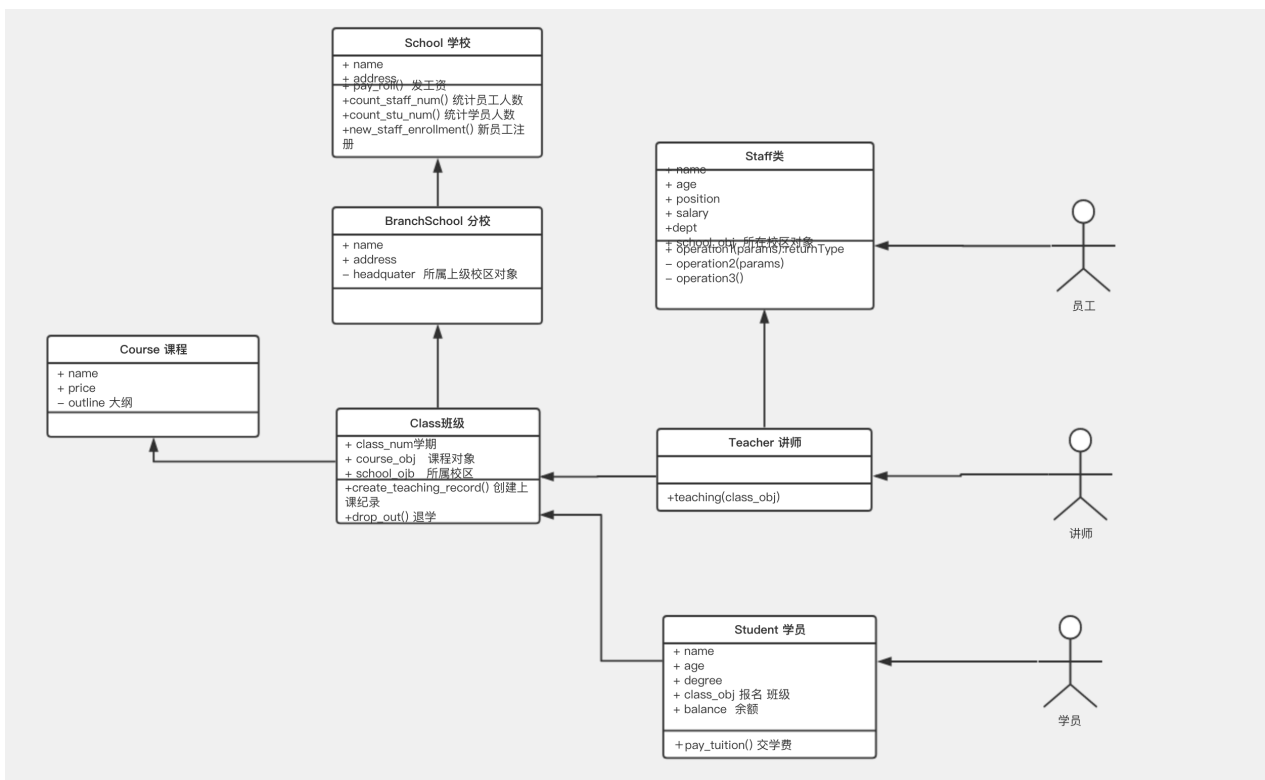 School 学校
+ name
+ address
+ pay_roll() 发工资
+count_staff_num() 统计员工人数
+count_stu_num() 统计学员人数
+new_staff_enrollment() 新员工注
册
BranchSchool 分校
+ name
+ address
− headquater 所属上级校区对象
Course 课程
+ name
+ price
− outline 大纲
Class班级
+ class_num学期
+ course_obj 课程对象
+ school_ojb 所属校区
+create_teaching_record() 创建上
课纪录
+drop_out() 退学
Staff类
+ name
+ age
+ position
+ salary
+dept
+ school_obj 所在校区对象
+ operation1(params):returnType
− operation2(params)
− operation3()
员工
Teacher 讲师
+teaching(class_obj)
讲师
Student 学员
+ name
+ age
+ degree
+ class_obj 报名 班级
+ balance 余额
+pay_tuition() 交学费
学员